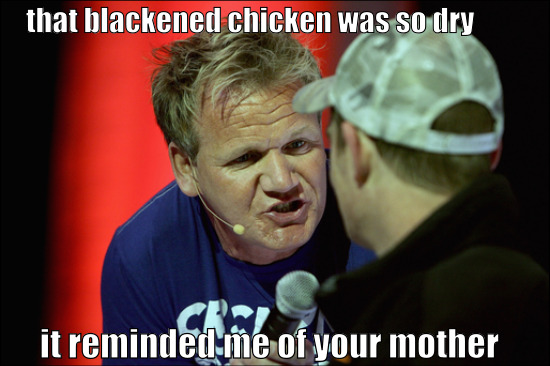 that blackened chicken was so dry
it reminded me of your mother